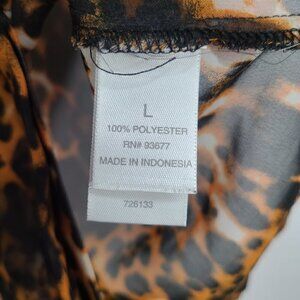 L
100% POLYESTER
RN# 93677
MADE IN INDONESIA
726133